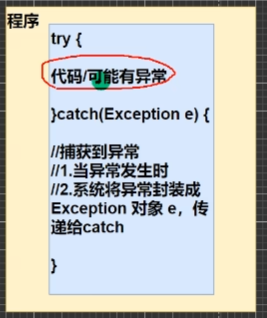 程序
try {
代码/可能有异常
}catch(Exception e) {
//捕获到异常
//1.当异常发生时
//2.系统将异常封装成
Exception 对象 e，传
递给catch
}